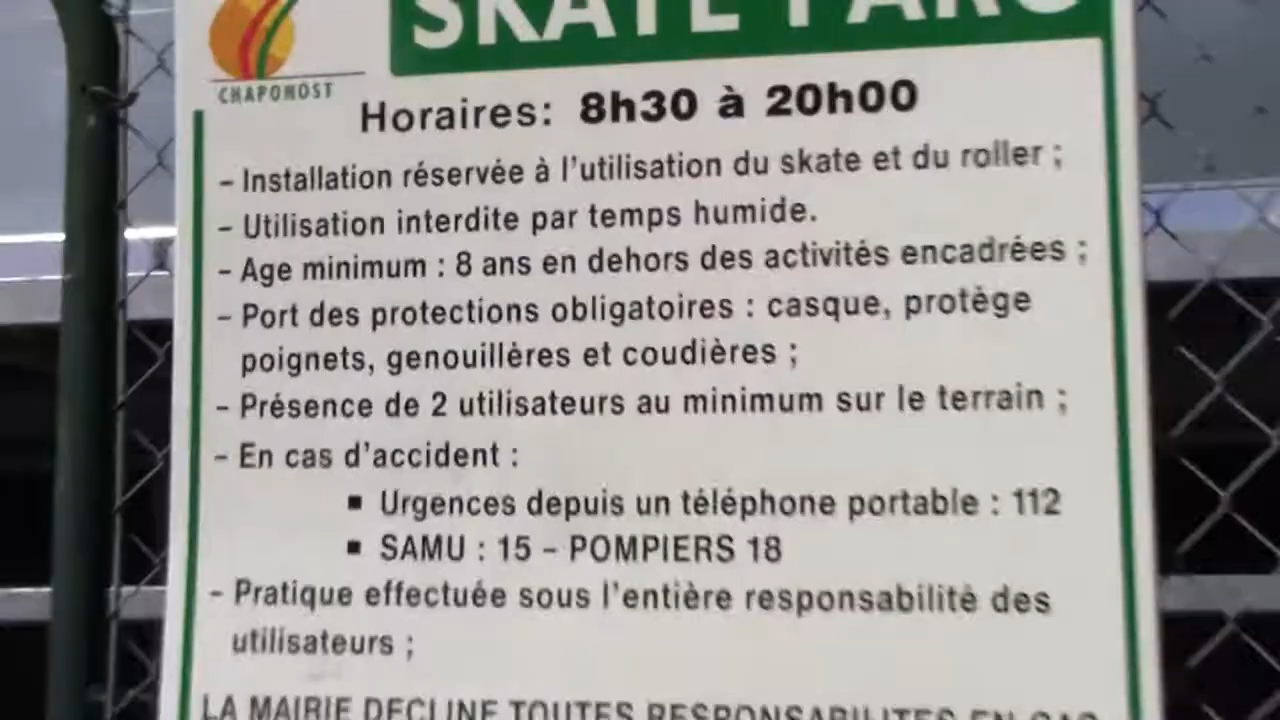 SKATE PARC
CHAPONOST
Horaires: 8h30 à 20h00
- Installation réservée à l'utilisation du skate et du roller ;
- Utilisation interdite par temps humide.
- Age minimum : 8 ans en dehors des activités encadrées ;
- Port des protections obligatoires : casque, protège
poignets, genouillères et coudières ;
- Présence de 2 utilisateurs au minimum sur le terrain ;
- En cas d'accident :
▪ Urgences depuis un téléphone portable : 112
▪ SAMU : 15 – POMPIERS 18
- Pratique effectuée sous l'entière responsabilité des
utilisateurs ;
LA MAIRIE DECLINE TOUTES RESPONSABILITES EN CAS